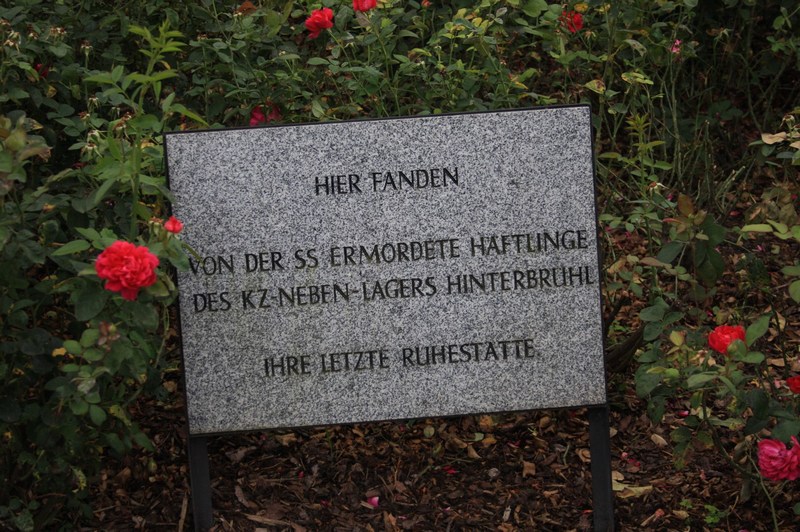 HIER FANDEN
VON DER SS ERMORDETE HÄFTLINGE
DES KZ-NEBEN-LAGERS HINTERBRÜHL
IHRE LETZTE RUHESTÄTTE